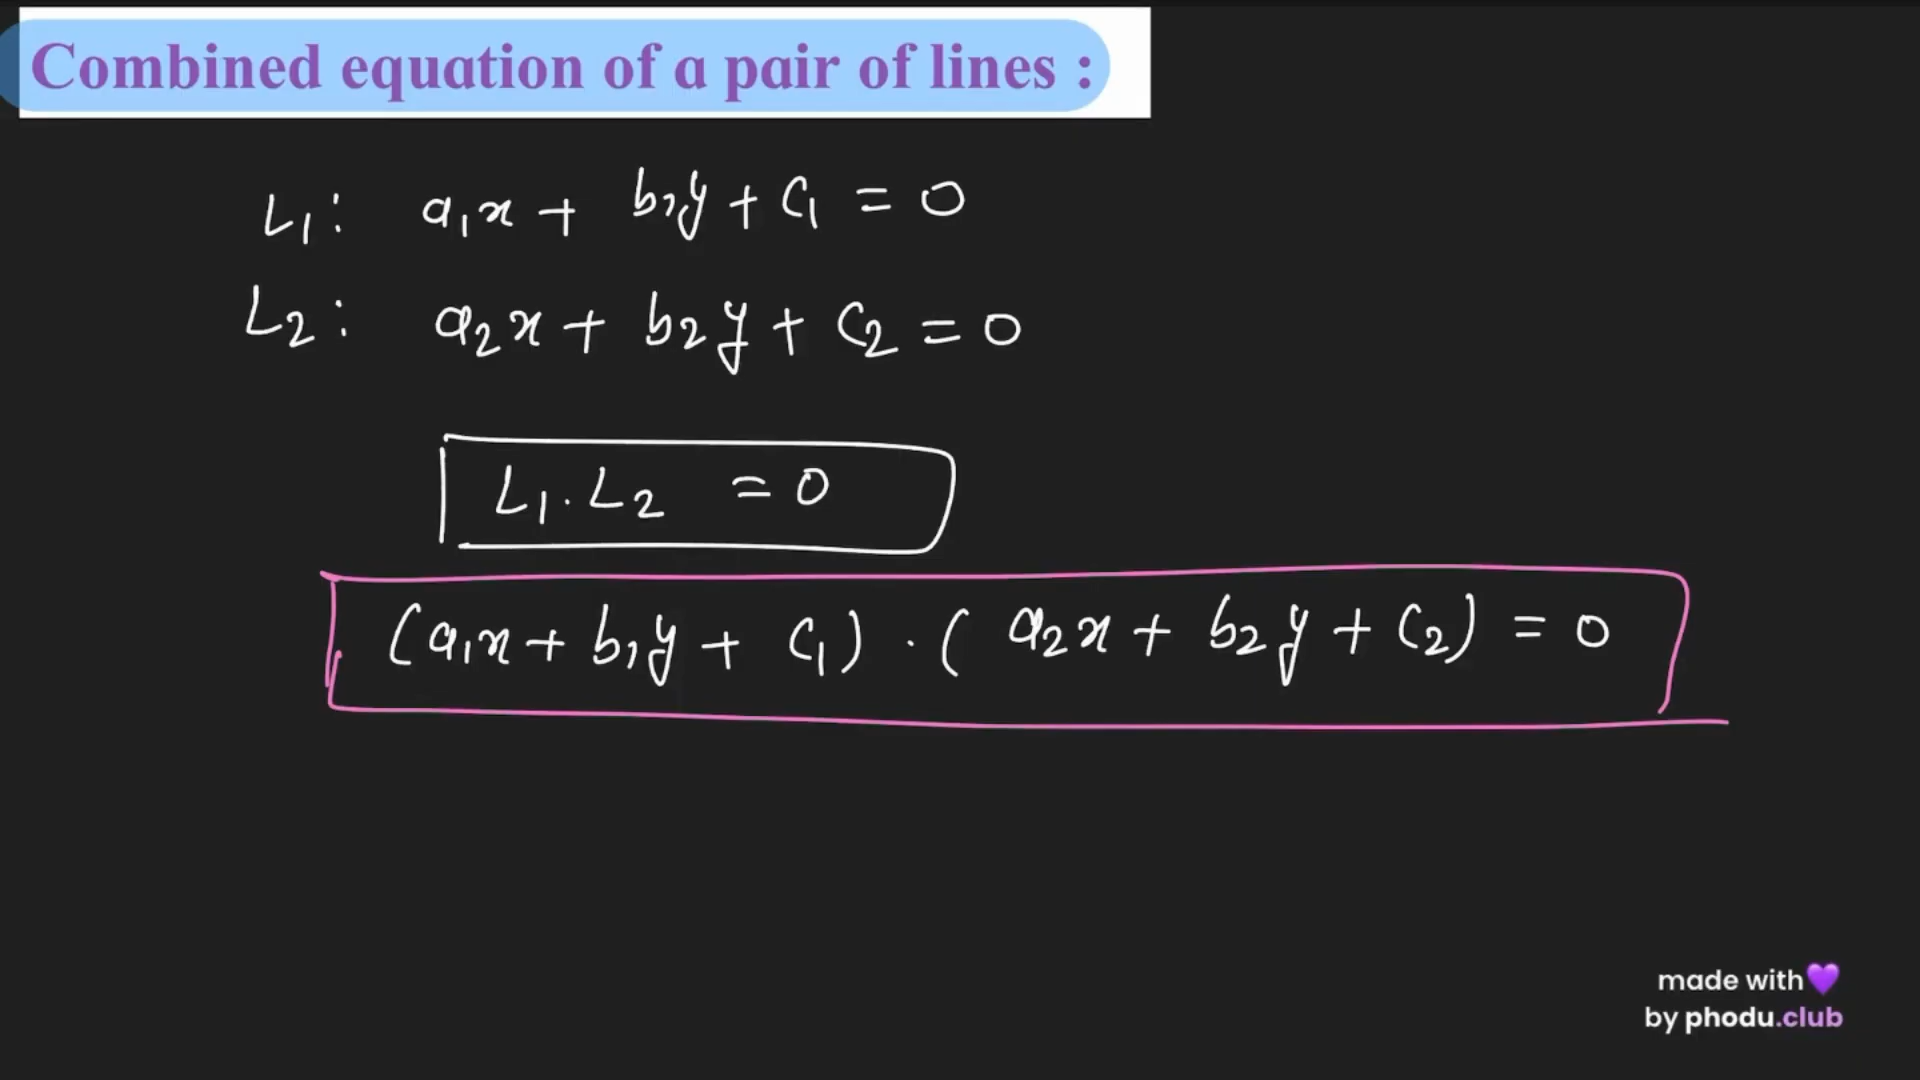 Combined equation of a pair of lines :
L₁: a₁x + b₁y + c₁ = 0
L₂: a₂x + b₂y + c₂ = 0
L₁.L₂ = 0
(a₁x + b₁y + c₁) . (a₂x + b₂y + c₂) = 0
made with💜
by phodu.club